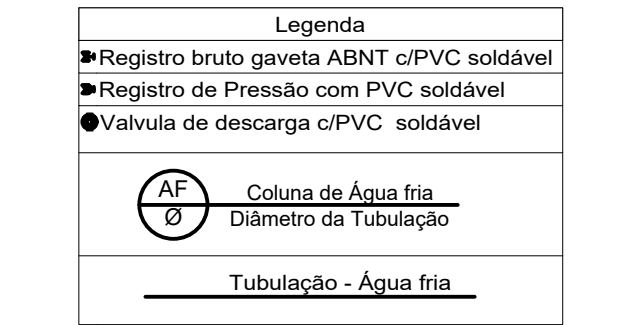 Legenda
Registro bruto gaveta ABNT c/PVC soldável
Registro de Pressão com PVC soldável
Valvula de descarga c/PVC soldável
AF
Coluna de Água fria
Ø
Diâmetro da Tubulação
Tubulação - Água fria